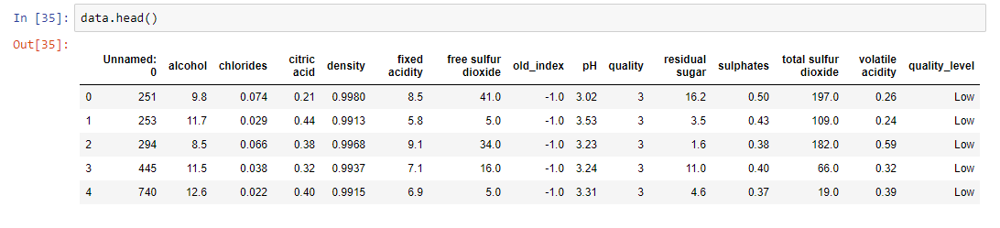 In [35]: data.head()
Out[35]:
Unnamed: 0 alcohol chlorides citric acid density fixed acidity free sulfur dioxide old_index pH quality residual sugar sulphates total sulfur dioxide volatile acidity quality_level
0 251 9.8 0.074 0.21 0.9980 8.5 41.0 -1.0 3.02 3 16.2 0.50 197.0 0.26 Low
1 253 11.7 0.029 0.44 0.9913 5.8 5.0 -1.0 3.53 3 3.5 0.43 109.0 0.24 Low
2 294 8.5 0.066 0.38 0.9968 9.1 34.0 -1.0 3.23 3 1.6 0.38 182.0 0.59 Low
3 445 11.5 0.038 0.32 0.9937 7.1 16.0 -1.0 3.24 3 11.0 0.40 66.0 0.32 Low
4 740 12.6 0.022 0.40 0.9915 6.9 5.0 -1.0 3.31 3 4.6 0.37 19.0 0.39 Low